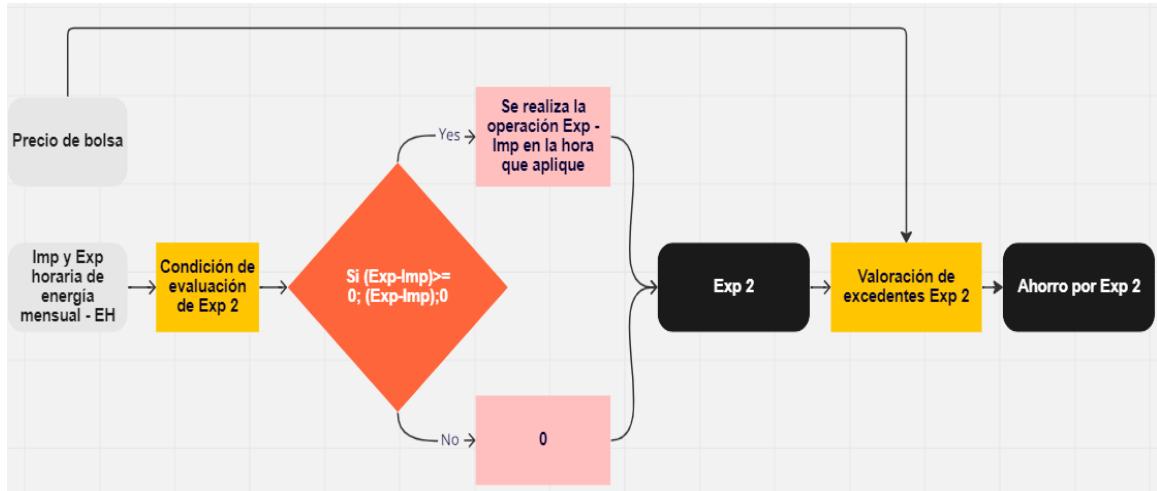 Precio de bolsa
Imp y Exp
horaria de
energía
mensual - EH
Condición de
evaluación
de Exp 2
Si (Exp-Imp)>=
0; (Exp-Imp);0
Yes
Se realiza la
operación Exp -
Imp en la hora
que aplique
No
0
Exp 2
Valoración de
excedentes Exp 2
Ahorro por Exp 2